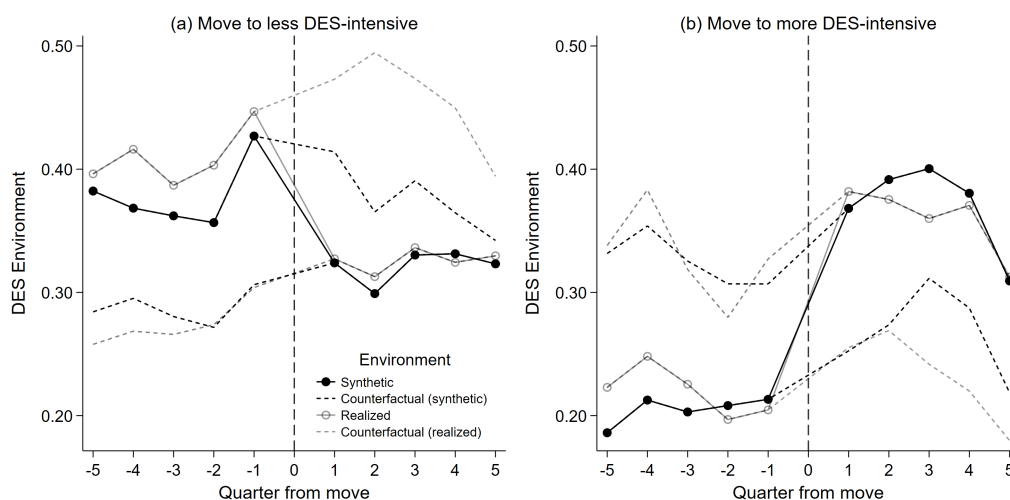 (a) Move to less DES-intensive
0.50
0.40
0.30
0.20
DES Environment
Environment
Synthetic
Counterfactual (synthetic)
Realized
Counterfactual (realized)
-5 -4 -3 -2 -1 0 1 2 3 4 5
Quarter from move
(b) Move to more DES-intensive
0.50
0.40
0.30
0.20
DES Environment
-5 -4 -3 -2 -1 0 1 2 3 4 5
Quarter from move